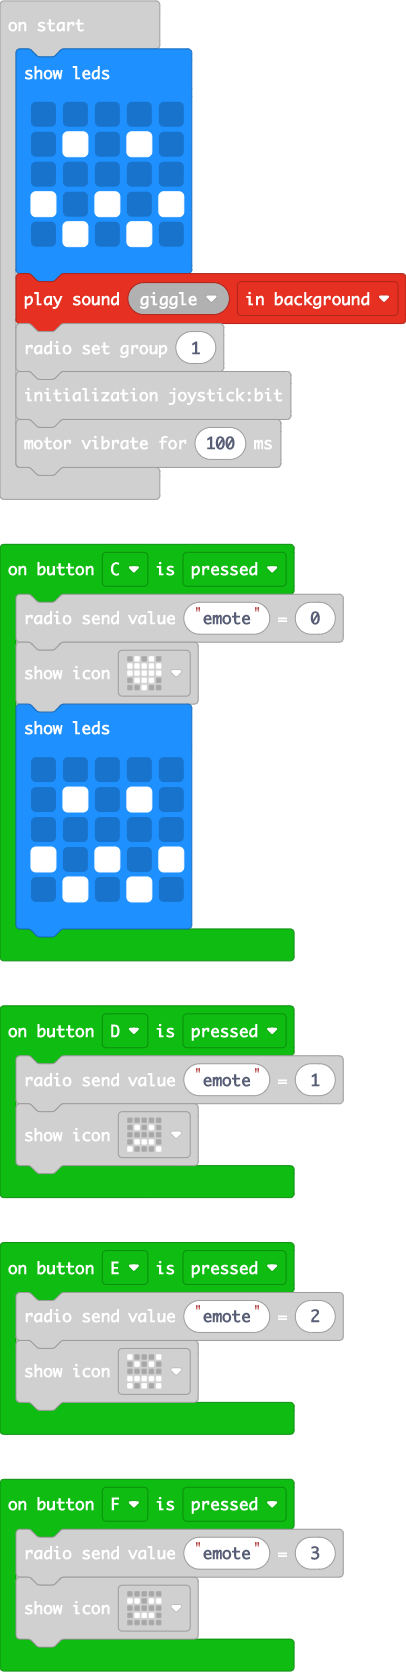 on start
show leds
play sound giggle in background
radio set group 1
initialization joystick:bit
motor vibrate for 100 ms
on button C is pressed
radio send value "emote" = 0
show icon
show leds
on button D is pressed
radio send value "emote" = 1
show icon
on button E is pressed
radio send value "emote" = 2
show icon
on button F is pressed
radio send value "emote" = 3
show icon